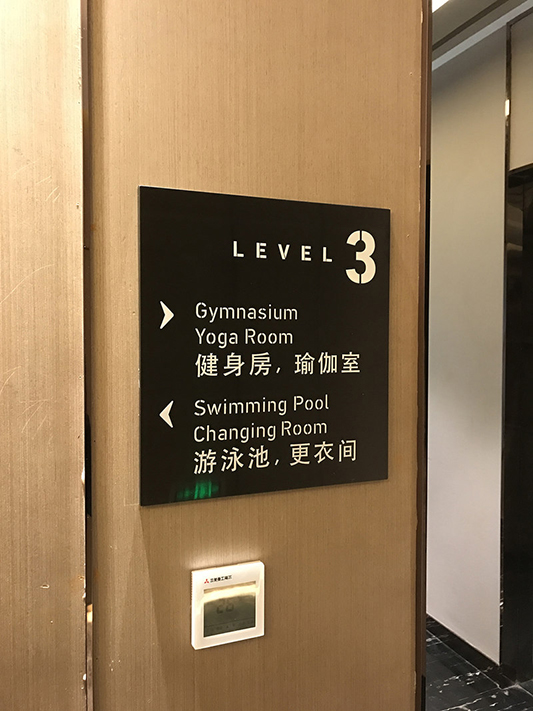 LEVEL 3
Gymnasium
Yoga Room
健身房, 瑜伽室
Swimming Pool
Changing Room
游泳池, 更衣间